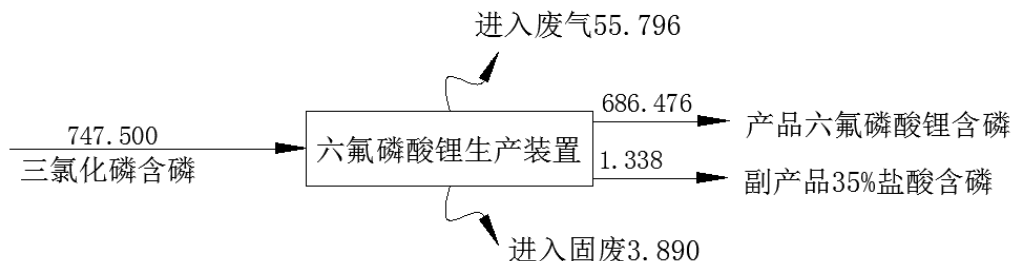 进入废气55.796
747.500
三氯化磷含磷
六氟磷酸锂生产装置
686.476
产品六氟磷酸锂含磷
1.338
副产品35%盐酸含磷
进入固废3.890